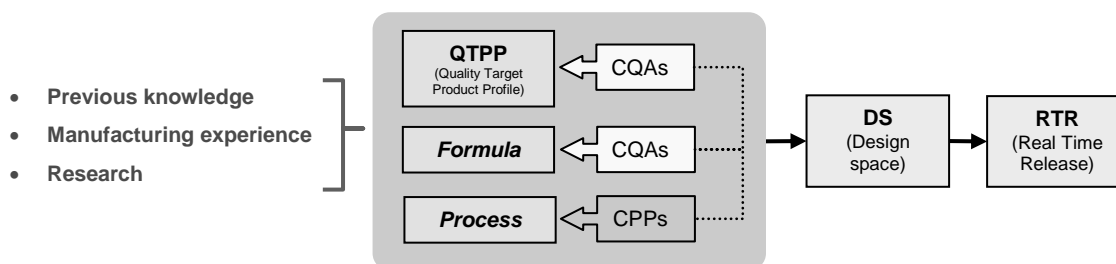 • Previous knowledge
• Manufacturing experience
• Research
QTPP
(Quality Target
Product Profile)
CQAs
Formula
CQAs
Process
CPPs
DS
(Design
space)
RTR
(Real Time
Release)